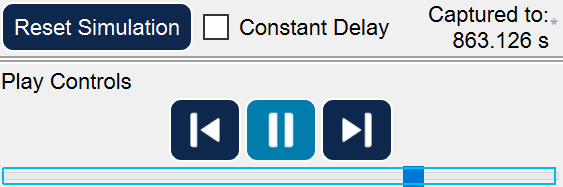 Reset Simulation
Constant Delay
Captured to:
863.126 s *
Play Controls